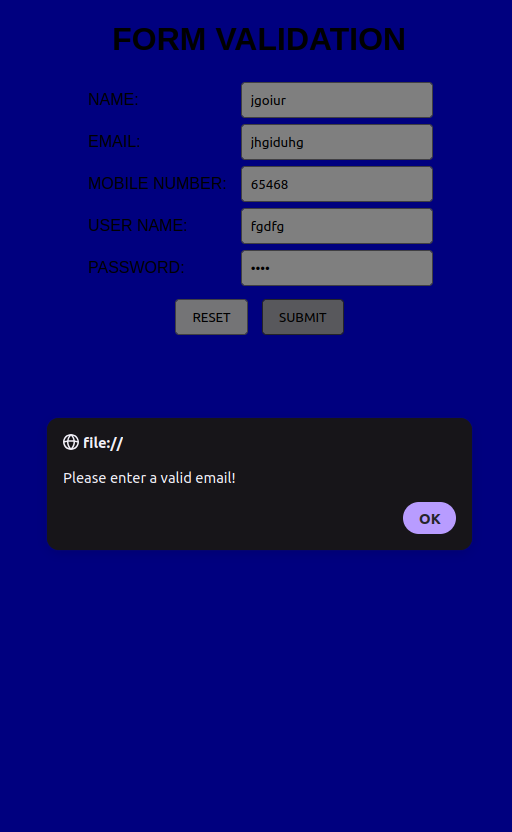 FORM VALIDATION
NAME: jgoiur
EMAIL: jhgiduhg
MOBILE NUMBER: 65468
USER NAME: fgdfg
PASSWORD: ••••
RESET SUBMIT
file://
Please enter a valid email!
OK